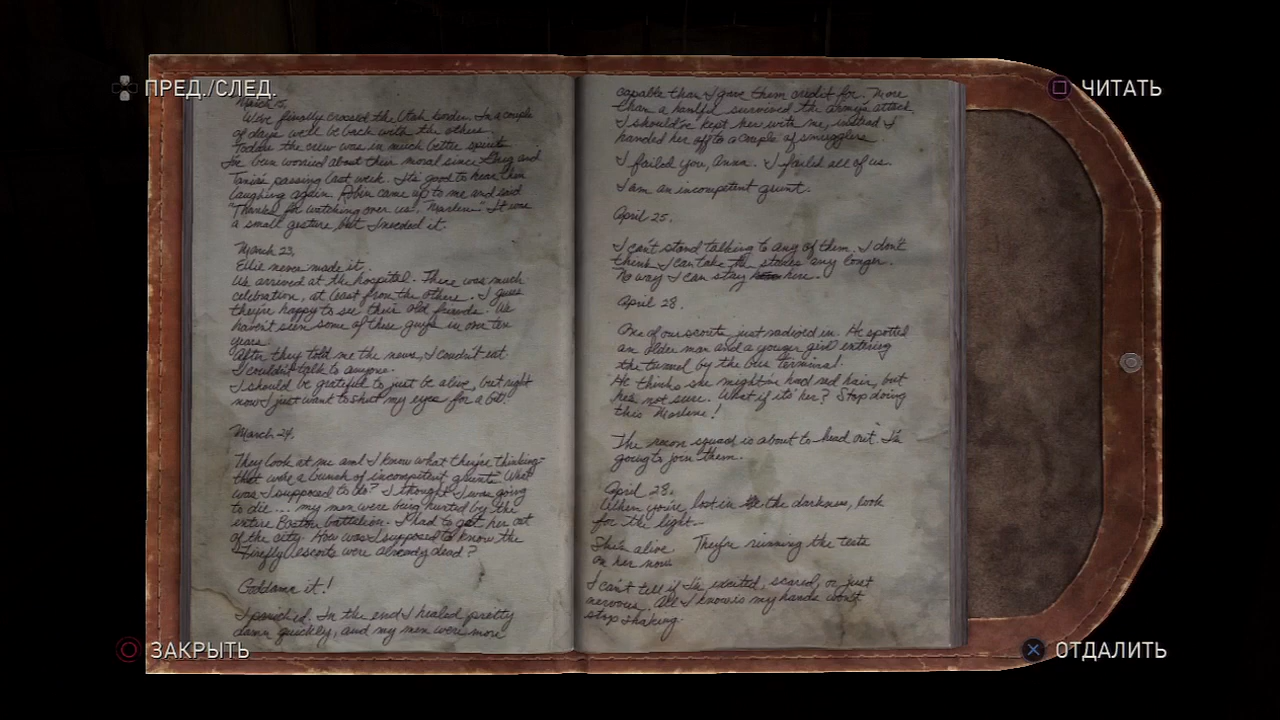 ПРЕД./СЛЕД.
ЧИТАТЬ
March 15.
We've finally crossed the Utah border. In a couple
of days we'll be back with the others.
Today the crew was in much better spirits.
I've been worried about their moral since Greg and
passing last week. It's good to hear them
laughing again. Robin came up to me and said
"Thanks for watching over us, Marlene." It was
a small gesture, but I needed it.
March 23.
Ellie never made it.
We arrived at the hospital. There was much
celebration, at least from the others. I guess
they're happy to see their old friends. We
haven't seen some of these guys in over ten
years.
After they told me the news, I couldn't eat.
I couldn't talk to anyone.
I should be grateful to just be alive, but right
now I just want to shut my eyes for a bit.
March 24.
They look at me and I know what they're thinking-
that we're a bunch of incompetent grunts. What
was I supposed to do? I thought I was going
to die... my men were being hunted by the
entire Boston battalion. I had to get her out
of the city. How was I supposed to know the
Firefly escorts were already dead?
Goddamn it!
I panicked. In the end I healed pretty
damn quickly, and my men were more
capable than I gave them credit for. More
than a handful survived the armies attack.
I should've kept her with me, instead I
handed her off to a couple of smugglers.
I failed you, Anna. I failed all of us.
I am an incompetent grunt.
April 25.
I can't stand talking to any of them. I don't
think I can take the stares any longer.
No way I can stay here.
April 28.
One of our scouts just radioed in. He spotted
an older man and a younger girl entering
the tunnel by the bus terminal.
He thinks she might've had red hair, but
he's not sure. What if it's her? Stop doing
this Marlene!
The recon squad is about to head out. I'm
going to join them.
April 28.
When you're lost in the darkness, look
for the light...
She's alive. They're running the tests
on her now.
I can't tell if I'm excited, scared, or just
nervous. All I know is my hands won't
stop shaking.
ЗАКРЫТЬ
ОТДАЛИТЬ